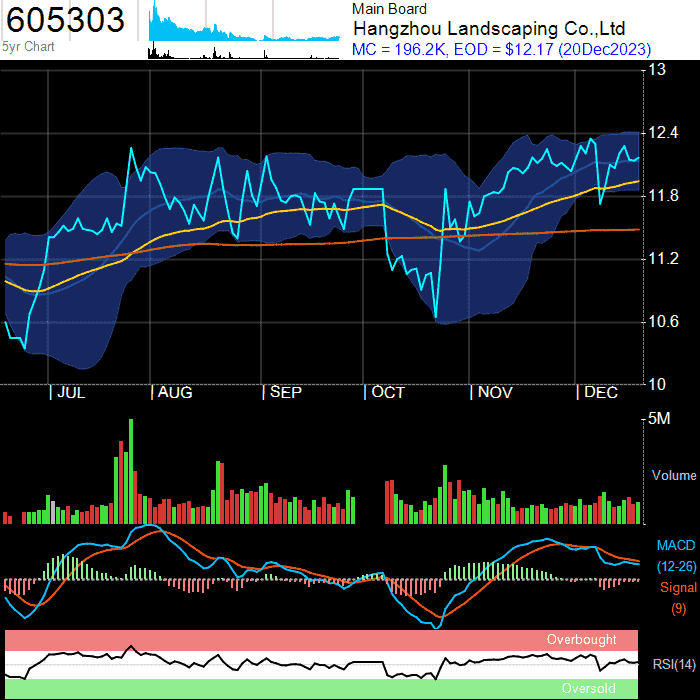 605303
5yr Chart
Main Board
Hangzhou Landscaping Co.,Ltd
MC = 196.2K, EOD = $12.17 (20Dec2023)
13
12.4
11.8
11.2
10.6
10
| JUL | AUG | SEP | OCT | NOV | DEC
5M
Volume
MACD
(12-26)
Signal
(9)
Overbought
RSI(14)
Oversold